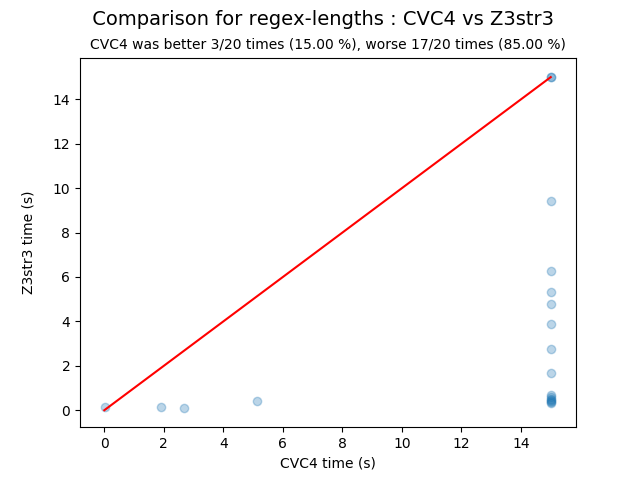 Comparison for regex-lengths : CVC4 vs Z3str3
CVC4 was better 3/20 times (15.00 %), worse 17/20 times (85.00 %)
14
12
10
8
6
4
2
0
Z3str3 time (s)
0 2 4 6 8 10 12 14
CVC4 time (s)